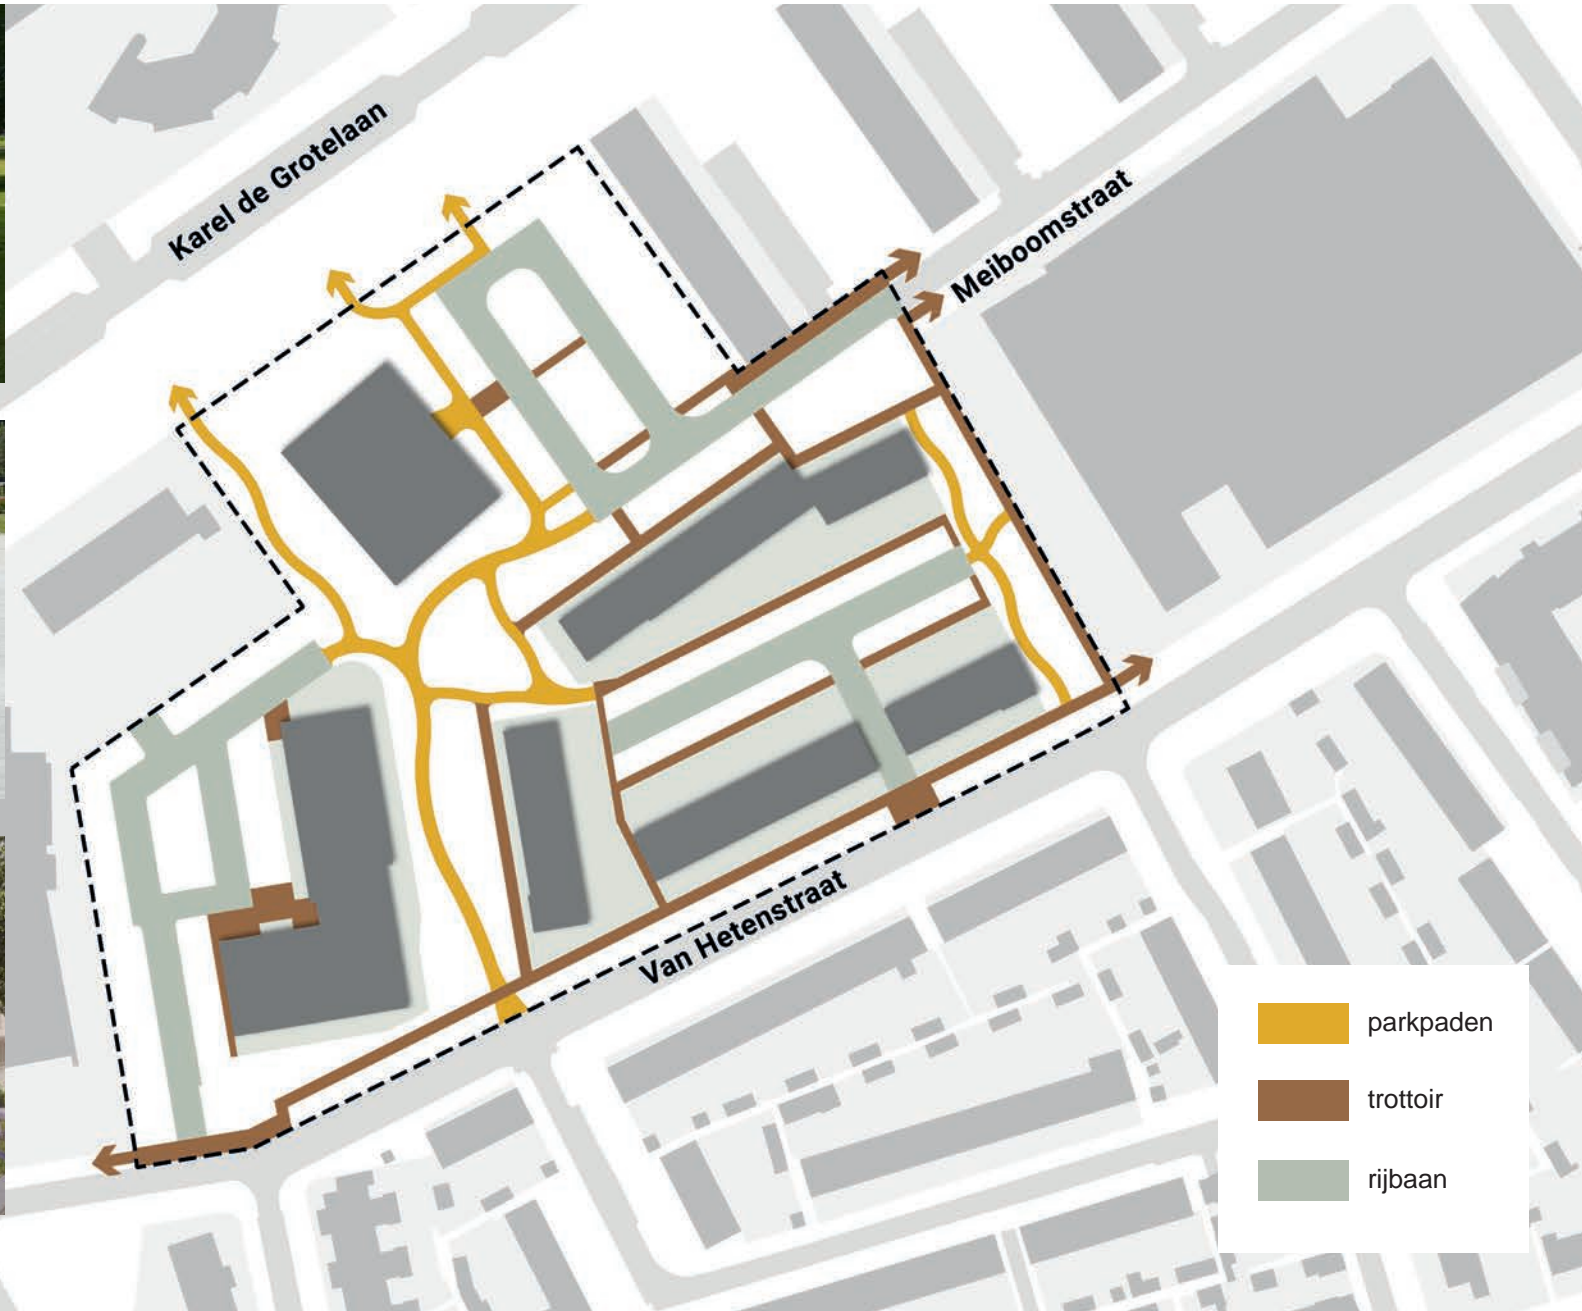 Karel de Grotelaan
Meiboomstraat
Van Hetenstraat
parkpaden
trottoir
rijbaan